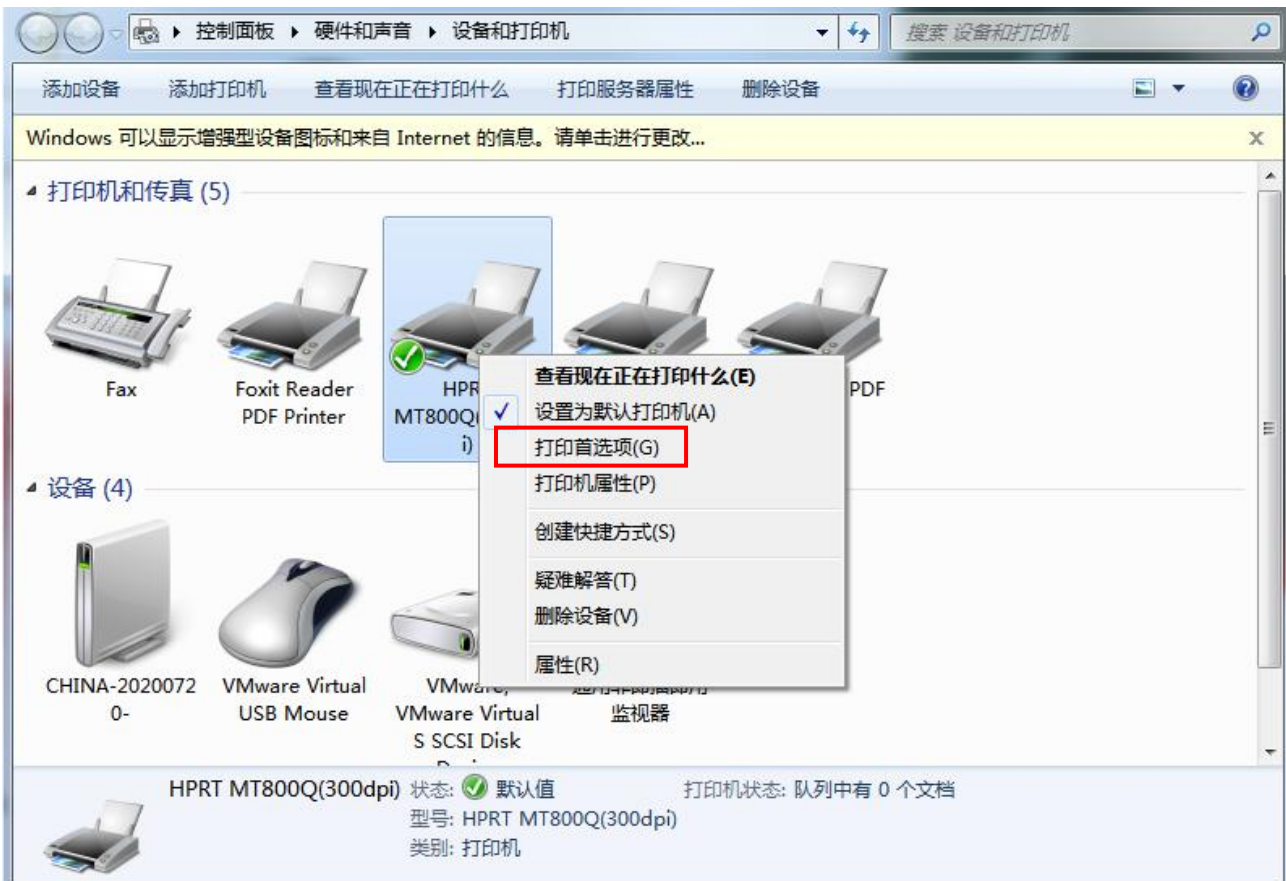 控制面板 硬件和声音 设备和打印机 搜索 设备和打印机
添加设备 添加打印机 查看现在正在打印什么 打印服务器属性 删除设备
Windows 可以显示增强型设备图标和来自 Internet 的信息。请单击进行更改...
打印机和传真 (5)
Fax
Foxit Reader
PDF Printer
HPR
MT800Q(
i)
PDF
查看现在正在打印什么(E)
设置为默认打印机(A)
打印首选项(G)
打印机属性(P)
创建快捷方式(S)
疑难解答(T)
删除设备(V)
属性(R)
设备 (4)
CHINA-2020072
0-
VMware Virtual
USB Mouse
VMware,
VMware Virtual
S SCSI Disk
监视器
HPRT MT800Q(300dpi) 状态: 默认值 打印机状态: 队列中有 0 个文档
型号: HPRT MT800Q(300dpi)
类别: 打印机